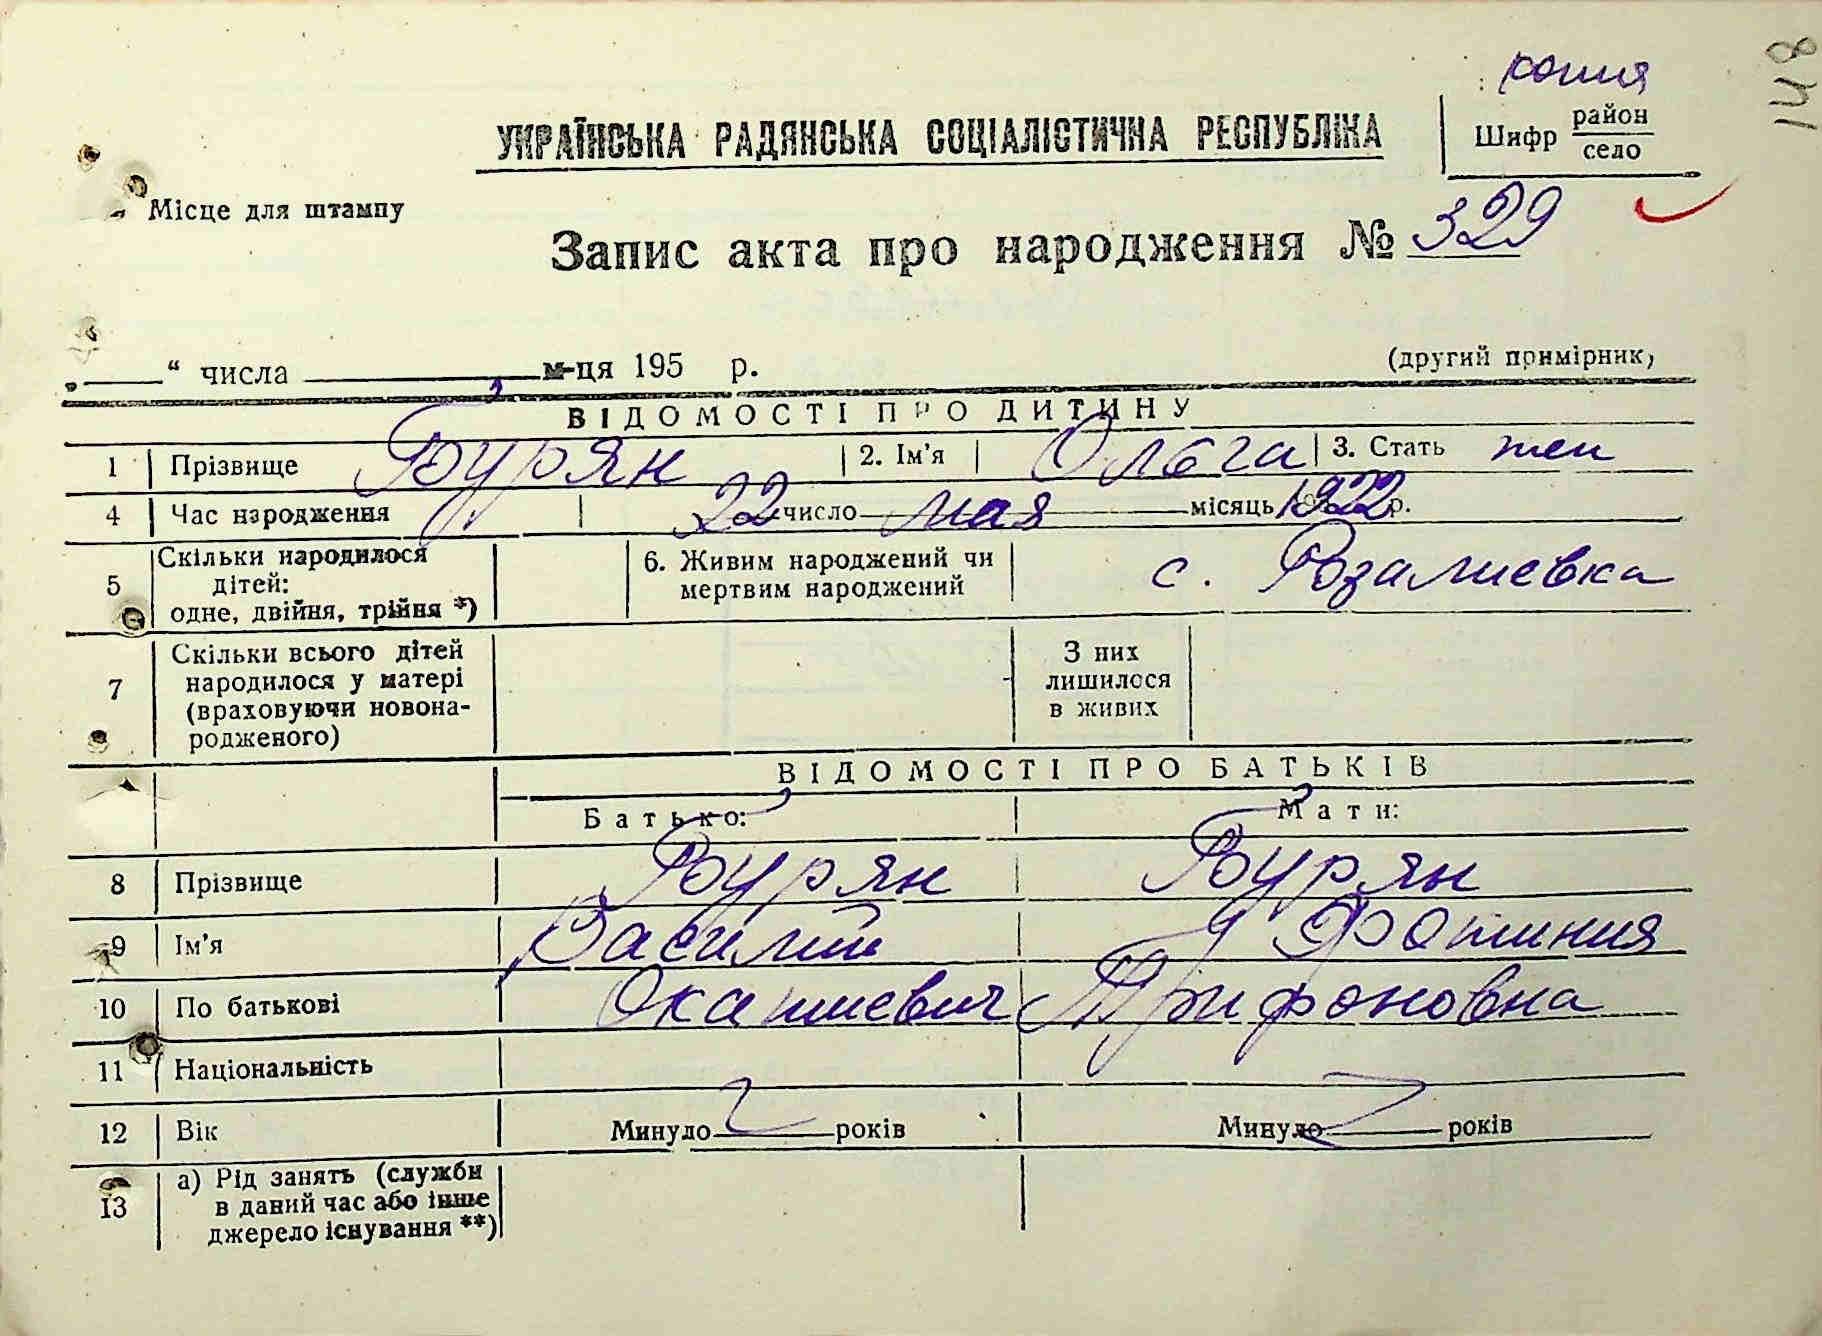 копия
148
УКРАЇНСЬКА РАДЯНСЬКА СОЦІАЛІСТИЧНА РЕСПУБЛІКА
Шифр район
село
Місце для штампу
Запис акта про народження № 329
„ “ числа м-ця 195 р. (другий примірник)
ВІДОМОСТІ ПРО ДИТИНУ
1 Прізвище Бурян 2. Ім'я Ольга 3. Стать жен
4 Час народження 22 число мая місяць 1922 р.
5 Скільки народилося дітей: одне, двійня, трійня *) 6. Живим народжений чи мертвим народжений с. Розалиевка
7 Скільки всього дітей народилося у матері (враховуючи новона-
родженого) З них лишилося в живих
ВІДОМОСТІ ПРО БАТЬКІВ
Батько: Мати:
8 Прізвище Бурян Бурян
9 Ім'я Василий Фотиния
10 По батькові Окатиевич Трифоновна
11 Національність
12 Вік Минуло років Минуло років
13 а) Рід занять (служби в даний час або інше джерело існування **)